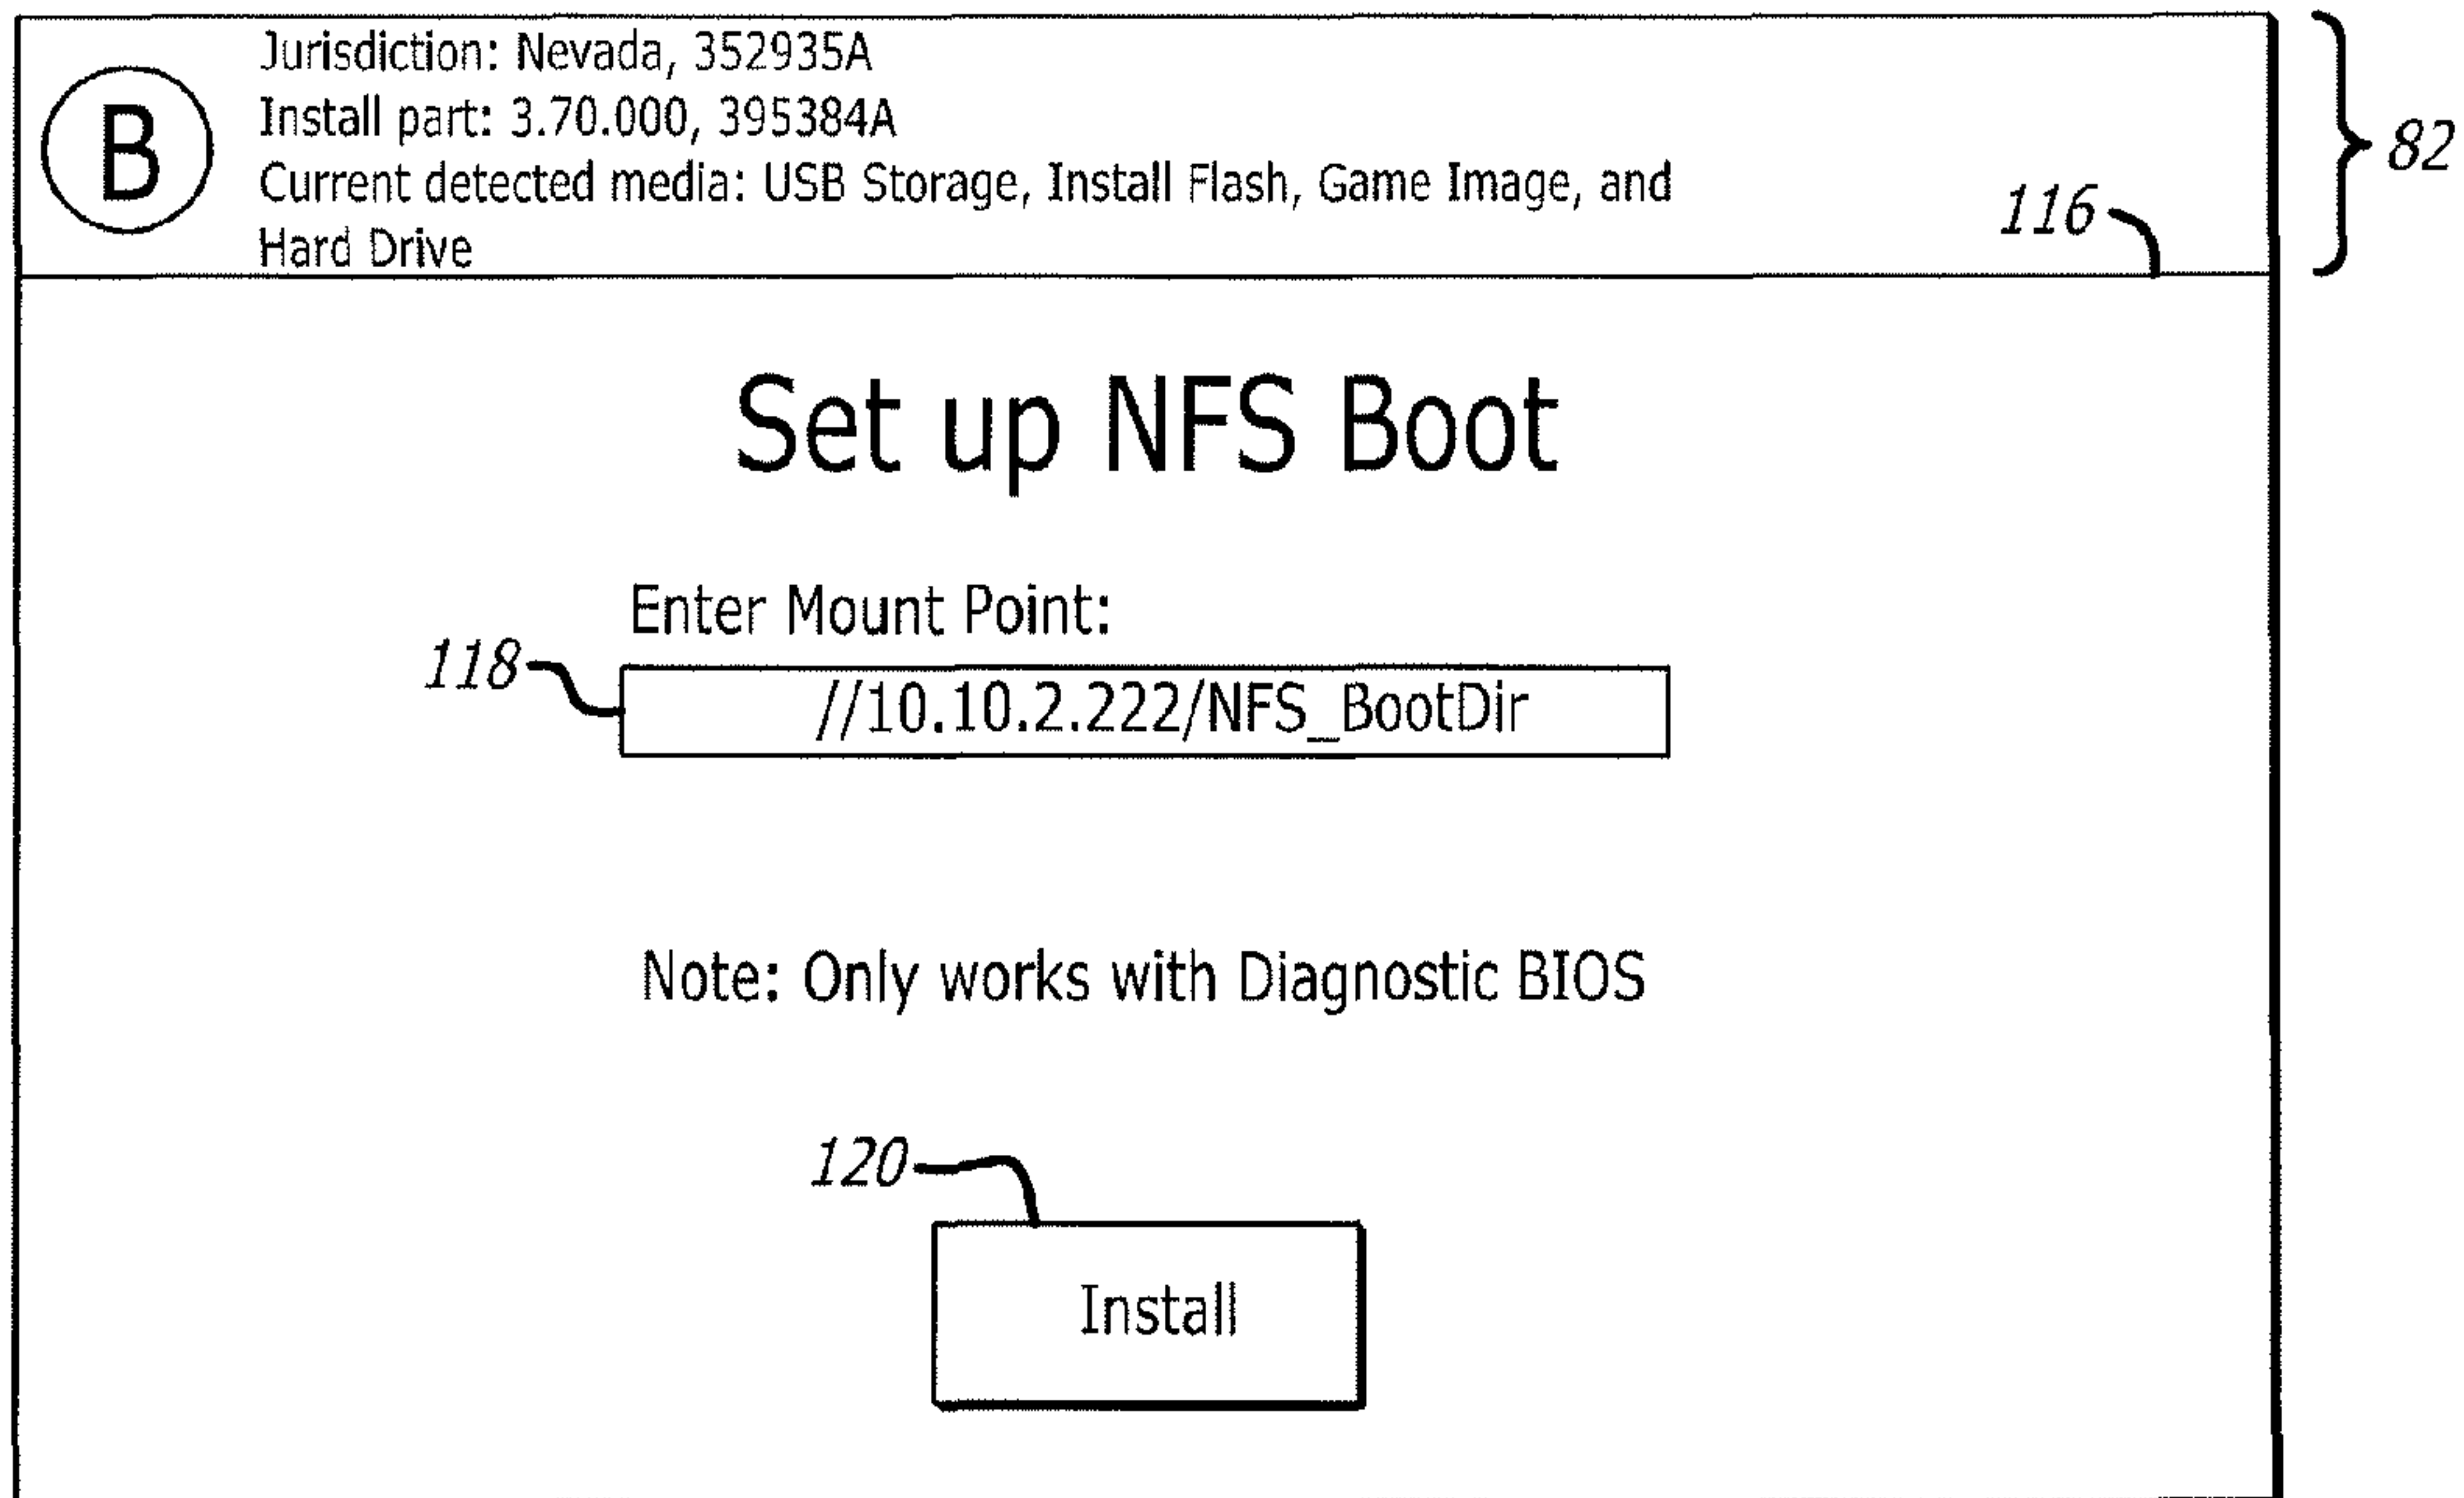 B
Jurisdiction: Nevada, 352935A
Install part: 3.70.000, 395384A
Current detected media: USB Storage, Install Flash, Game Image, and
Hard Drive
82
116
Set up NFS Boot
Enter Mount Point:
118
//10.10.2.222/NFS_BootDir
Note: Only works with Diagnostic BIOS
120
Install